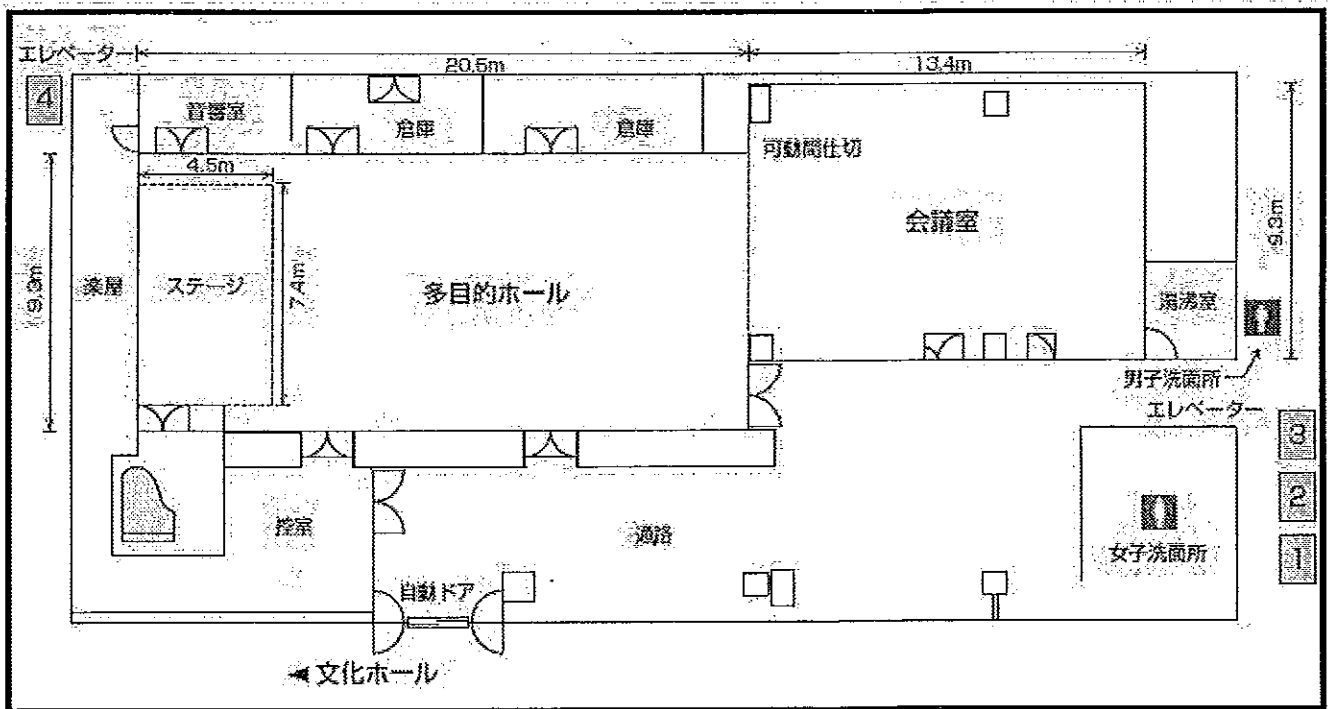 エレベーター
20.5m
13.4m
4
音響室
倉庫
倉庫
可動間仕切
4.5m
会議室
9.3m
9.3m
楽屋
ステージ
7.4m
多目的ホール
湯沸室
男子洗面所
エレベーター
3
2
1
控室
通路
女子洗面所
自動ドア
◀文化ホール